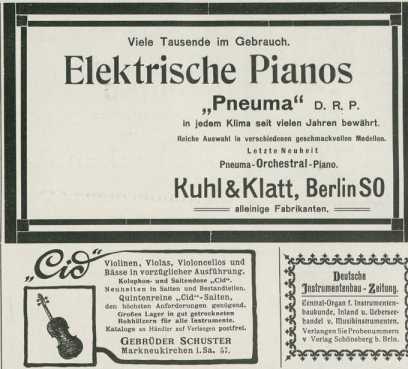 Viele Tausende im Gebrauch.
Elektrische Pianos
„Pneuma“ D. R. P.
in jedem Klima seit vielen Jahren bewährt.
Reiche Auswahl in verschiedenen geschmackvollen Modellen.
Letzte Neuheit
Pneuma-Orchestral-Piano.
Kuhl & Klatt, Berlin SO
alleinige Fabrikanten.
„Cid“
Violinen, Violas, Violoncellos und
Bässe in vorzüglicher Ausführung.
Kolophon- und Saitendose „Cid“.
Neuheiten in Saiten und Bestandteilen.
Quintenreine „Cid“-Saiten,
den höchsten Anforderungen genügend.
Großes Lager in gut getrockneten
Rohhölzern für alle Instrumente.
Kataloge an Händler auf Verlangen postfrei.
GEBRÜDER SCHUSTER
Markneukirchen i. Sa. 57.
Deutsche
Instrumentenbau-Zeitung.
Central-Organ f. Instrumenten-
baukunde, Inland u. Ueberseer-
handel v. Musikinstrumenten.
Verlangen Sie Probenummern
v Verlag Schöneberg b. Brln.